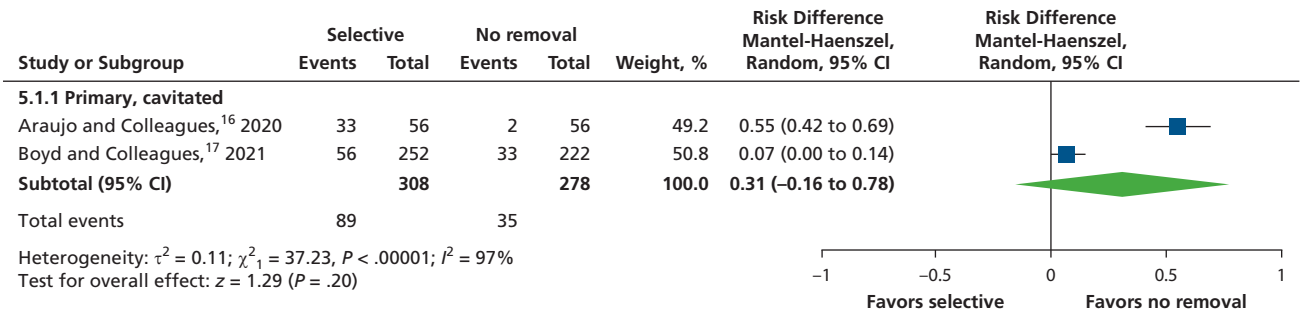 Selective No removal Risk Difference Mantel-Haenszel, Random, 95% CI Risk Difference Mantel-Haenszel, Random, 95% CI
Study or Subgroup Events Total Events Total Weight, %
5.1.1 Primary, cavitated
Araujo and Colleagues,16 2020 33 56 2 56 49.2 0.55 (0.42 to 0.69)
Boyd and Colleagues,17 2021 56 252 33 222 50.8 0.07 (0.00 to 0.14)
Subtotal (95% CI) 308 278 100.0 0.31 (–0.16 to 0.78)
Total events 89 35
Heterogeneity: τ2 = 0.11; χ21 = 37.23, P < .00001; I2 = 97%
Test for overall effect: z = 1.29 (P = .20)
–1 –0.5 0 0.5 1
Favors selective Favors no removal